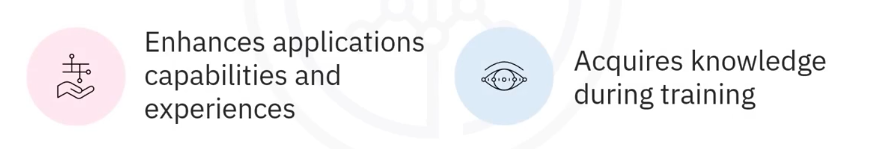 Enhances applications
capabilities and
experiences
Acquires knowledge
during training